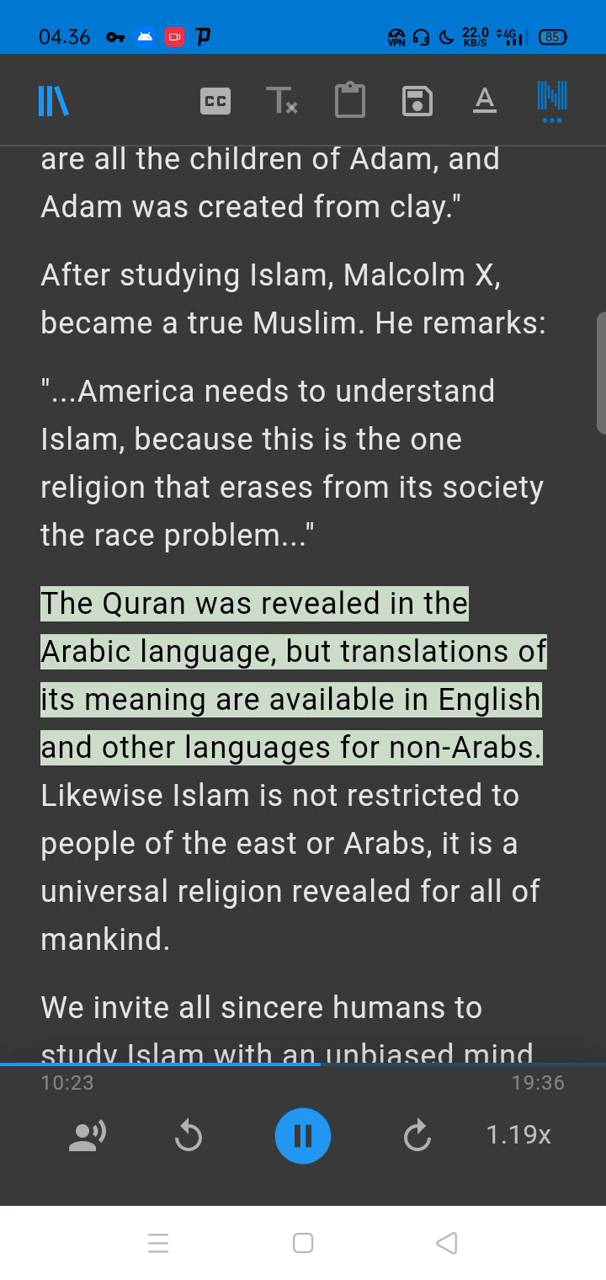 04.36
VPN
22.0
KB/S
4G
85
CC
are all the children of Adam, and
Adam was created from clay."
After studying Islam, Malcolm X,
became a true Muslim. He remarks:
"...America needs to understand
Islam, because this is the one
religion that erases from its society
the race problem..."
The Quran was revealed in the
Arabic language, but translations of
its meaning are available in English
and other languages for non-Arabs.
Likewise Islam is not restricted to
people of the east or Arabs, it is a
universal religion revealed for all of
mankind.
We invite all sincere humans to
study Islam with an unbiased mind
10:23
19:36
1.19x